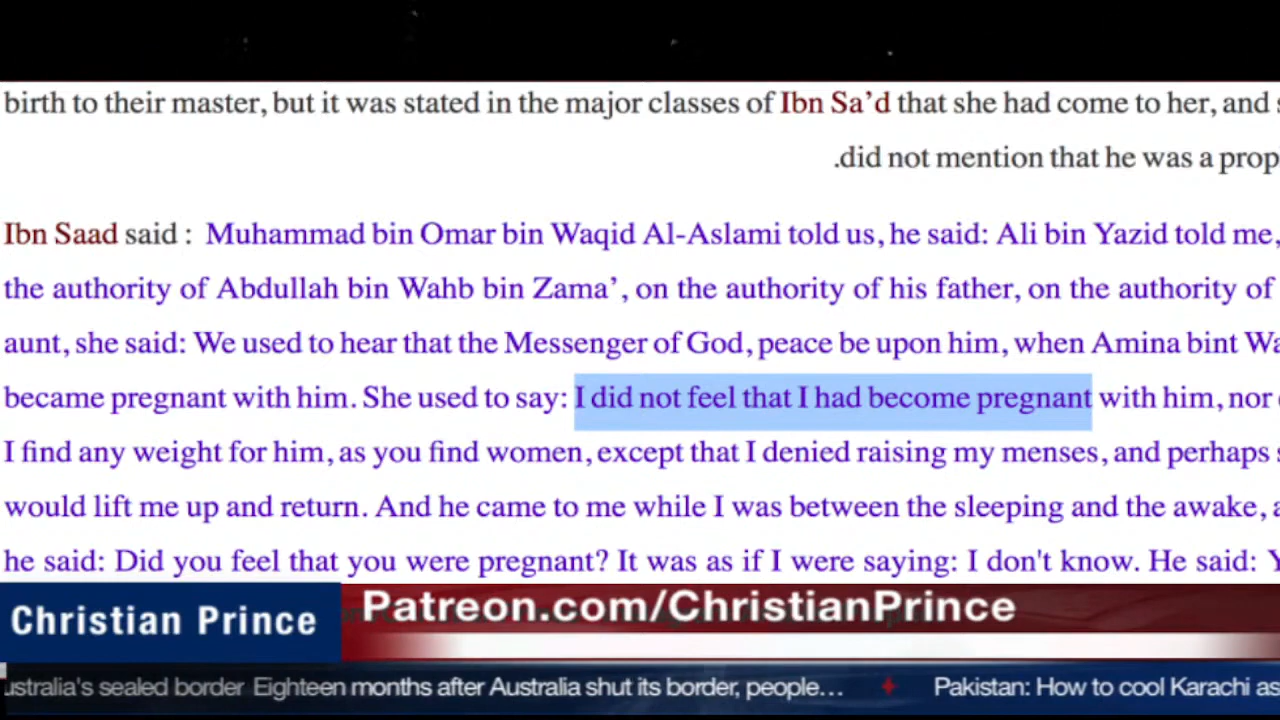 birth to their master, but it was stated in the major classes of Ibn Sa’d that she had come to her, and
.did not mention that he was a
Ibn Saad said : Muhammad bin Omar bin Waqid Al-Aslami told us, he said: Ali bin Yazid told me,
the authority of Abdullah bin Wahb bin Zama’, on the authority of his father, on the authority of
aunt, she said: We used to hear that the Messenger of God, peace be upon him, when Amina bint
became pregnant with him. She used to say: I did not feel that I had become pregnant with him, nor
I find any weight for him, as you find women, except that I denied raising my menses, and perhaps
would lift me up and return. And he came to me while I was between the sleeping and the awake,
he said: Did you feel that you were pregnant? It was as if I were saying: I don't know. He said:
Christian Prince
Patreon.com/ChristianPrince
ustralia's sealed border Eighteen months after Australia shut its border, people... Pakistan: How to cool Karachi as